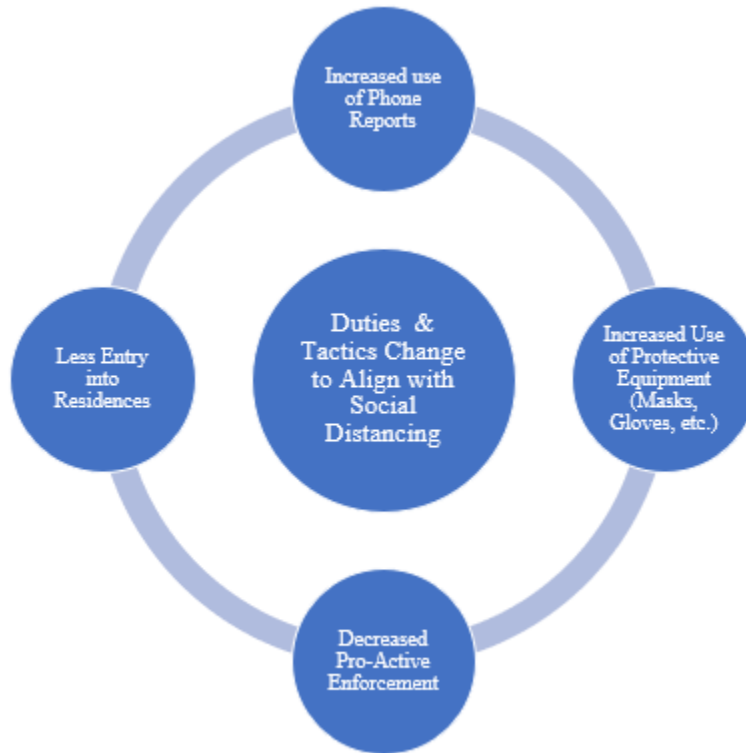 Increased use
of Phone
Reports
Duties & 
Tactics Change
to Align with
Social
Distancing
Less Entry
into
Residences
Increased Use
of Protective
Equipment
(Masks,
Gloves, etc.)
Decreased
Pro-Active
Enforcement